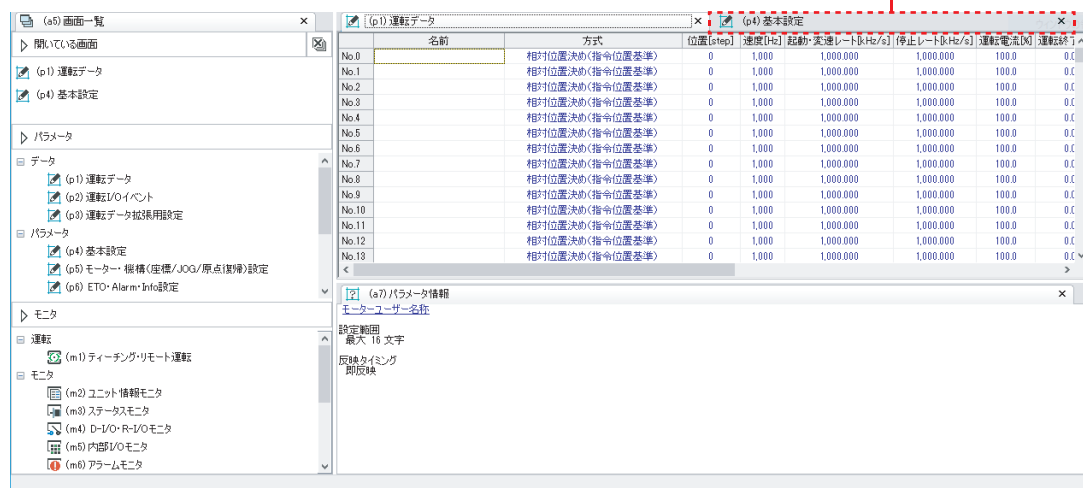 (a5) 画面一覧
開いている画面
(p1) 運転データ
(p4) 基本設定
パラメータ
データ
(p1) 運転データ
(p2) 運転I/Oイベント
(p3) 運転データ拡張用設定
パラメータ
(p4) 基本設定
(p5) モーター・機構(座標/JOG/原点復帰)設定
(p6) ETO・Alarm・Info設定
モニタ
運転
(m1) ティーチング・リモート運転
モニタ
(m2) ユニット情報モニタ
(m3) ステータスモニタ
(m4) D-I/O・R-I/Oモニタ
(m5) 内部I/Oモニタ
(m6) アラームモニタ
(p1) 運転データ
(p4) 基本設定
名前 方式 位置[step] 速度[Hz] 起動・変速レート[kHz/s] 停止レート[kHz/s] 運転電流[%] 運転終了
No.0 相対位置決め(指令位置基準) 0 1,000 1,000.000 1,000.000 100.0
No.1 相対位置決め(指令位置基準) 0 1,000 1,000.000 1,000.000 100.0
No.2 相対位置決め(指令位置基準) 0 1,000 1,000.000 1,000.000 100.0
No.3 相対位置決め(指令位置基準) 0 1,000 1,000.000 1,000.000 100.0
No.4 相対位置決め(指令位置基準) 0 1,000 1,000.000 1,000.000 100.0
No.5 相対位置決め(指令位置基準) 0 1,000 1,000.000 1,000.000 100.0
No.6 相対位置決め(指令位置基準) 0 1,000 1,000.000 1,000.000 100.0
No.7 相対位置決め(指令位置基準) 0 1,000 1,000.000 1,000.000 100.0
No.8 相対位置決め(指令位置基準) 0 1,000 1,000.000 1,000.000 100.0
No.9 相対位置決め(指令位置基準) 0 1,000 1,000.000 1,000.000 100.0
No.10 相対位置決め(指令位置基準) 0 1,000 1,000.000 1,000.000 100.0
No.11 相対位置決め(指令位置基準) 0 1,000 1,000.000 1,000.000 100.0
No.12 相対位置決め(指令位置基準) 0 1,000 1,000.000 1,000.000 100.0
No.13 相対位置決め(指令位置基準) 0 1,000 1,000.000 1,000.000 100.0
(a7) パラメータ情報
モーターユーザー名称
設定範囲
最大 16 文字
反映タイミング
即反映